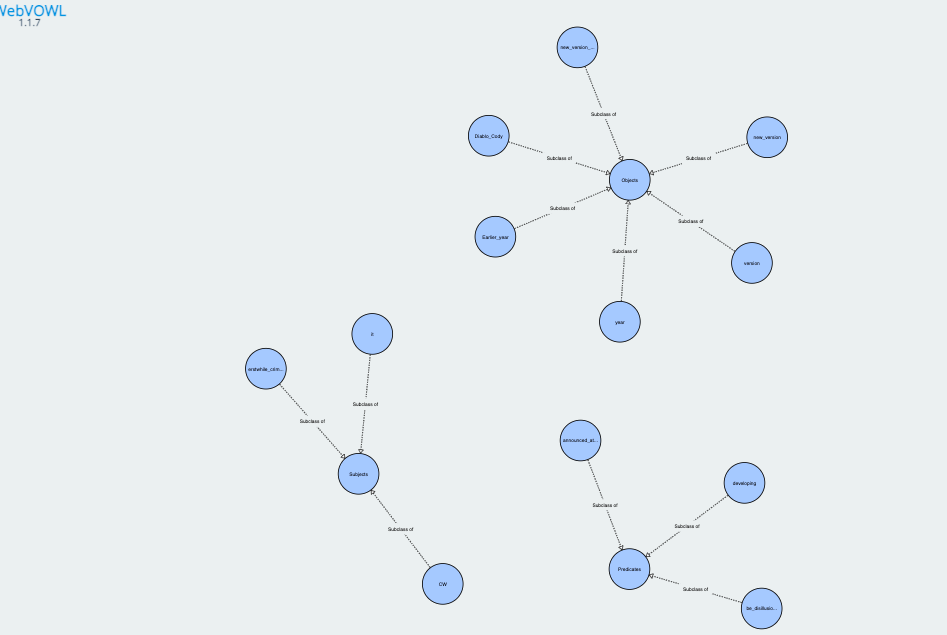 WebVOWL
1.1.7
new_version_...
Subclass of
Diablo_Cody
new_version
Subclass of
Subclass of
Objects
Subclass of
Earlier_year
Subclass of
Subclass of
version
year
it
erstwhile_crim...
Subclass of
Subclass of
Subjects
Subclass of
CW
announced_at...
developing
Subclass of
Subclass of
Predicates
Subclass of
be_disillusio...